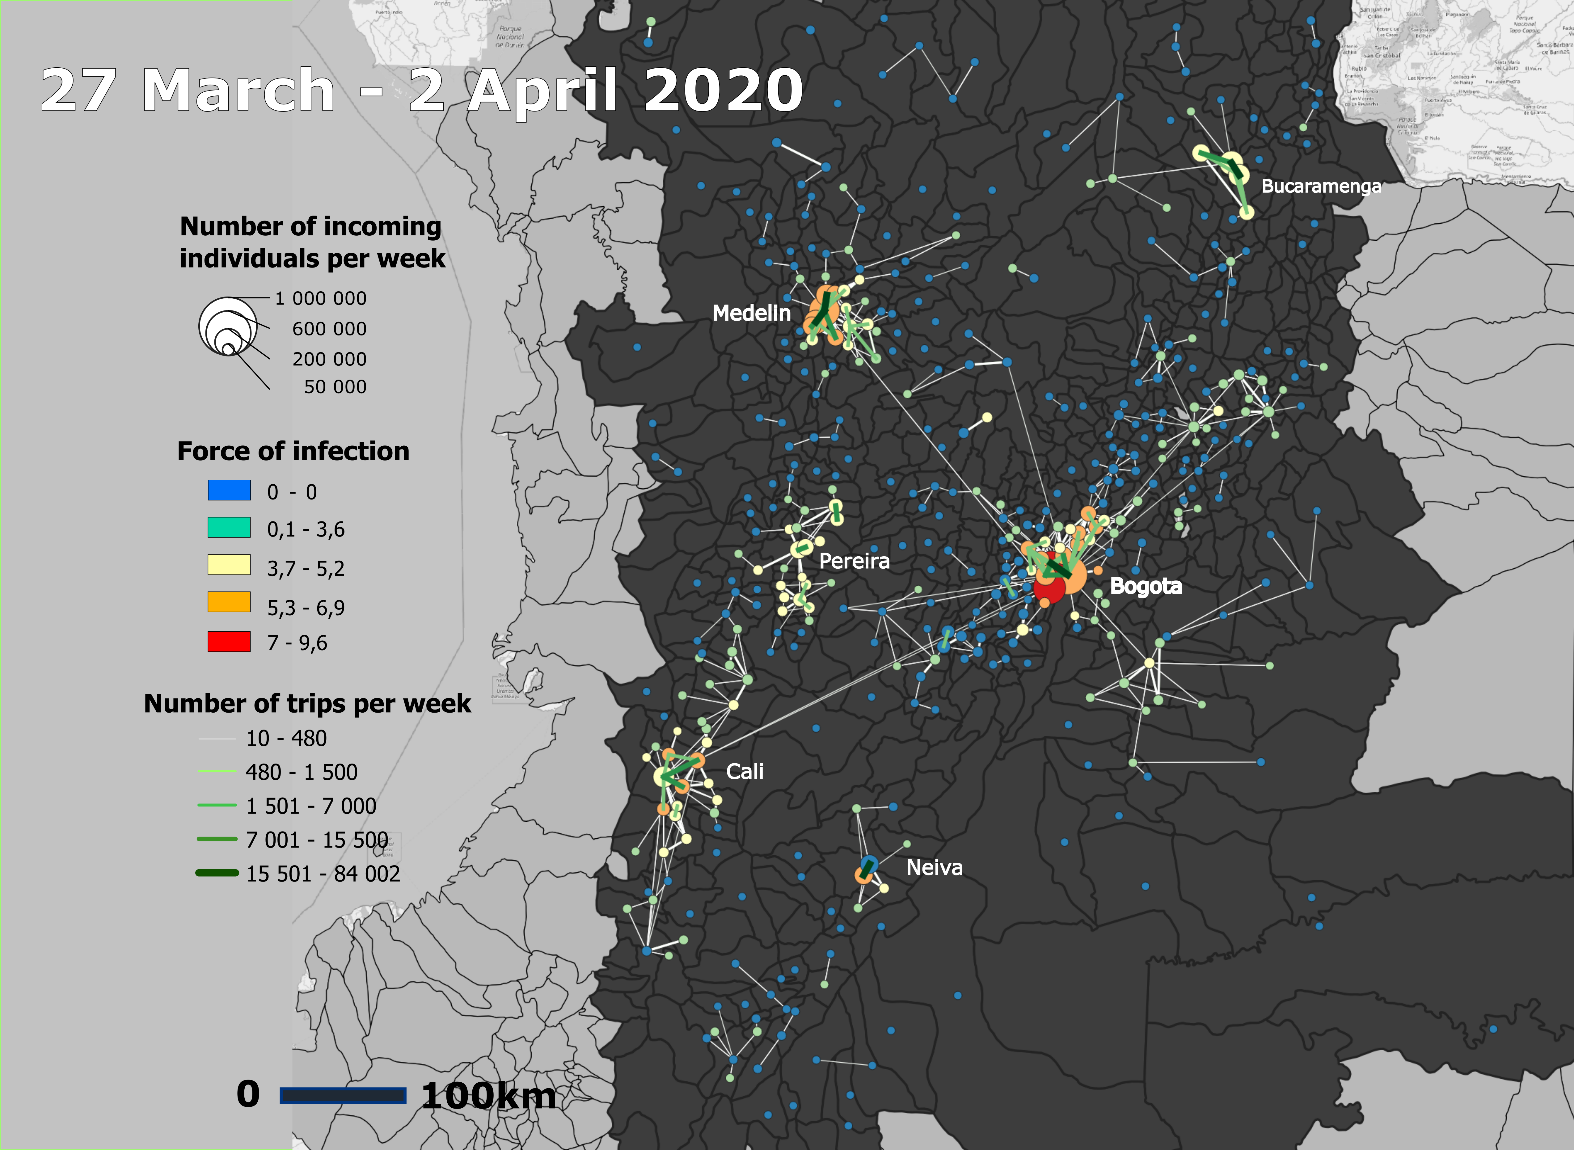 27 March - 2 April 2020
Parque
Nacional
Number of incoming
individuals per week
1 000 000
600 000
200 000
50 000
Force of infection
0 - 0
0,1 - 3,6
3,7 - 5,2
5,3 - 6,9
7 - 9,6
Number of trips per week
10 - 480
480 - 1 500
1 501 - 7 000
7 001 - 15 500
15 501 - 84 002
0
100km
Bucaramenga
Medelln
Pereira
Bogota
Cali
Neiva